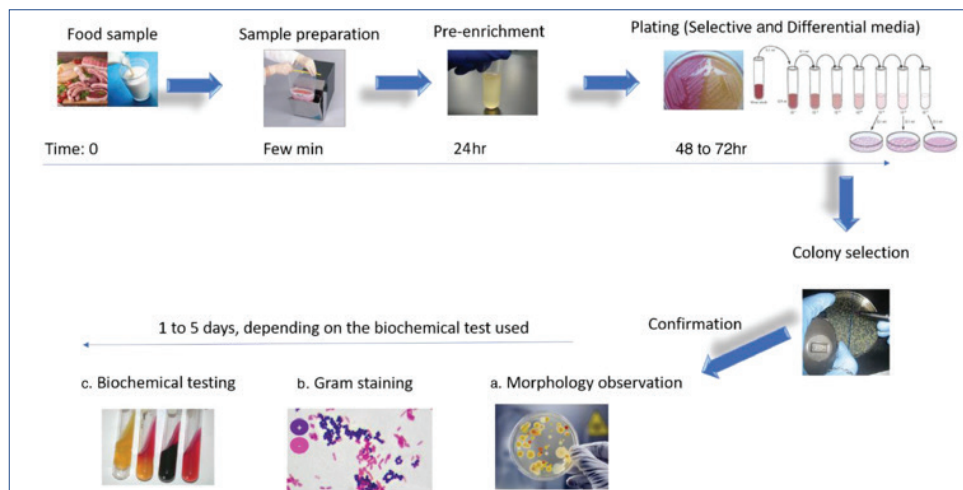 Food sample
Sample preparation
Pre-enrichment
Plating (Selective and Differential media)
Time: 0
Few min
24hr
48 to 72hr
Colony selection
Confirmation
1 to 5 days, depending on the biochemical test used
c. Biochemical testing
b. Gram staining
a. Morphology observation